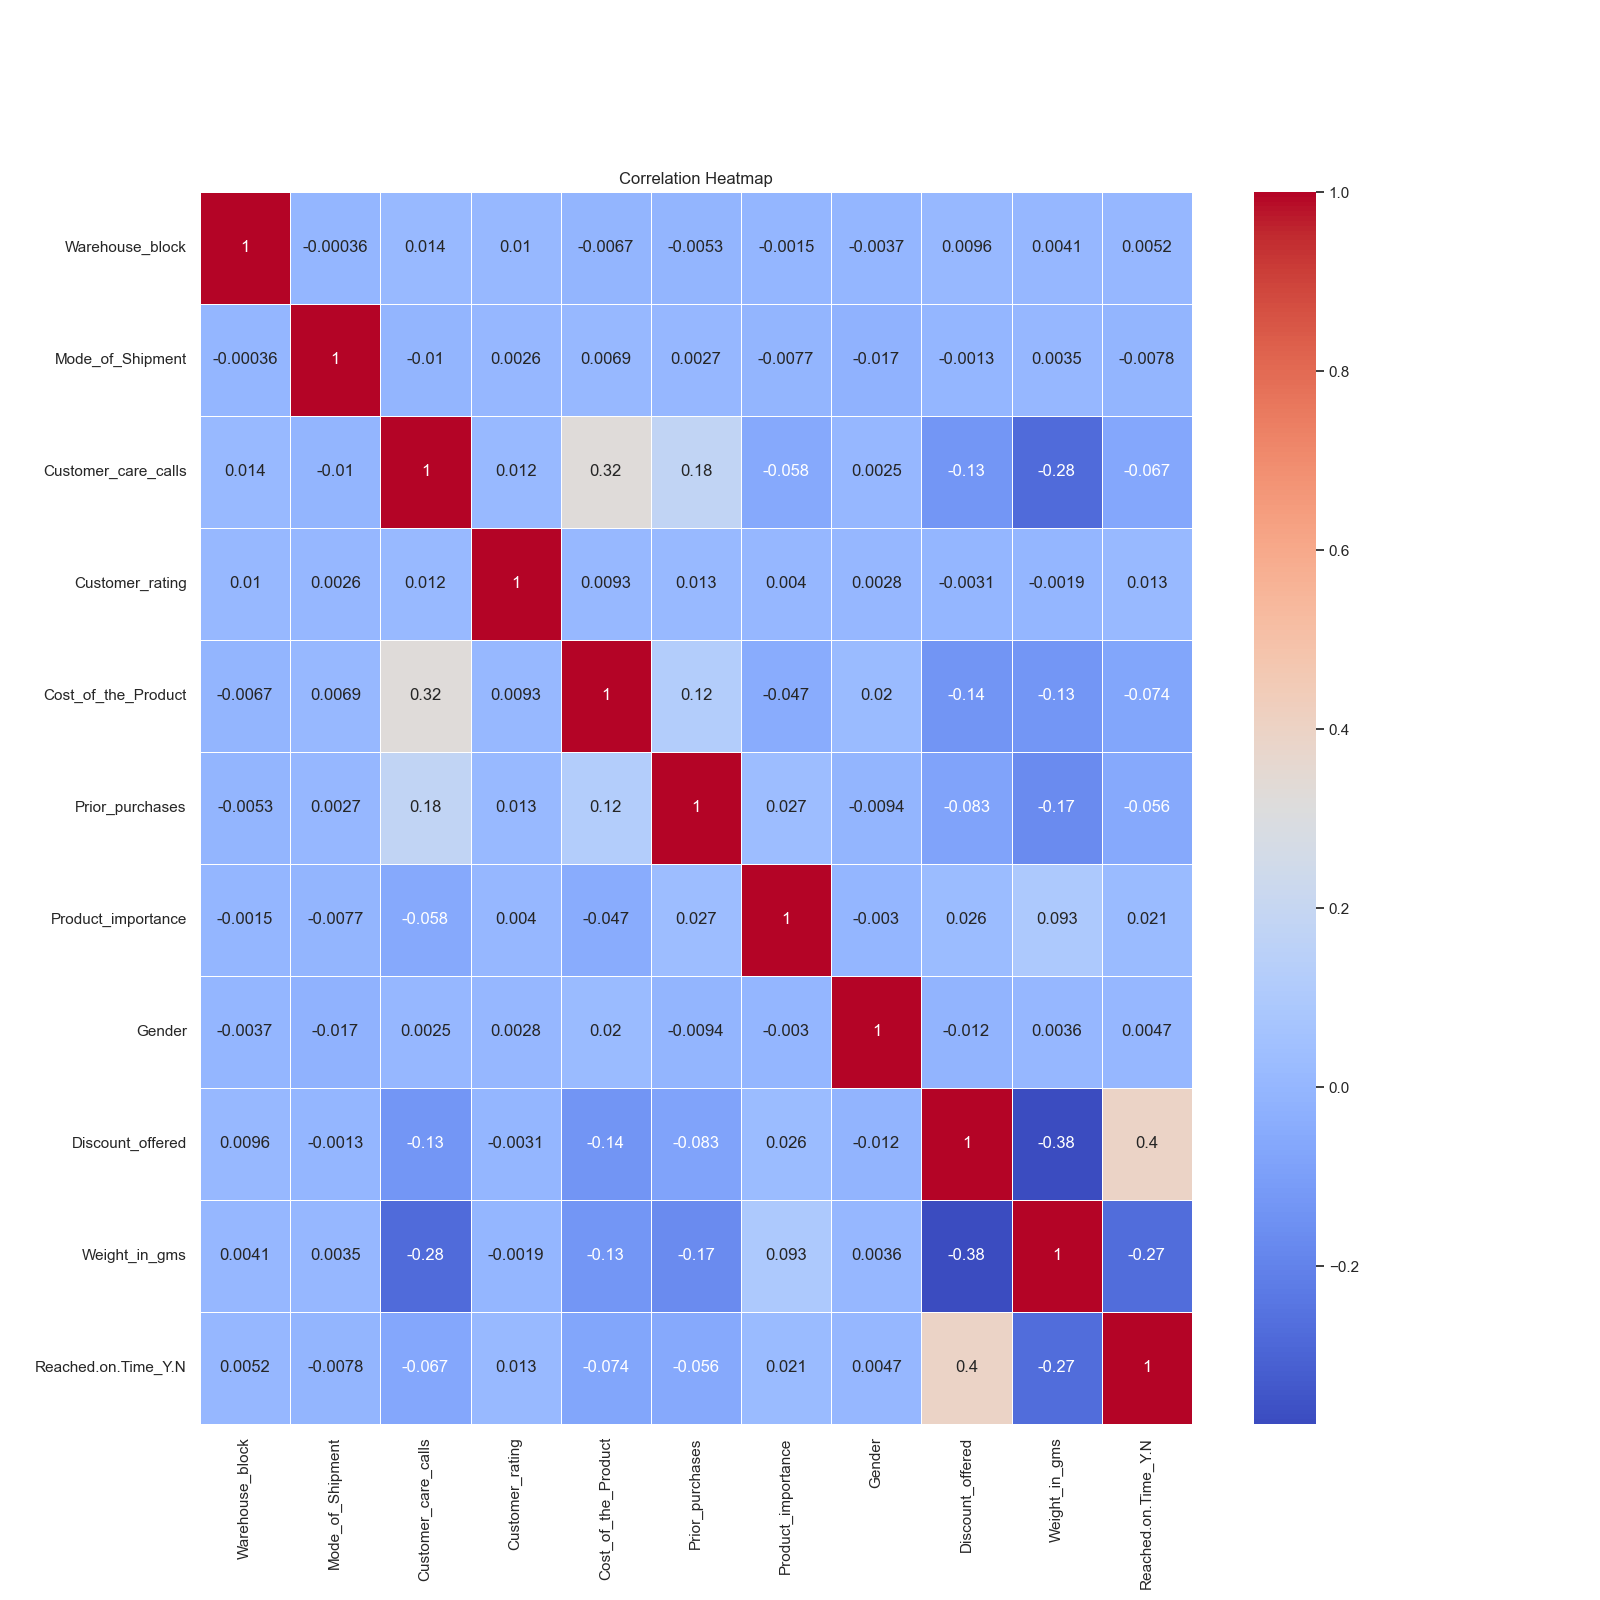 Correlation Heatmap
Warehouse_block 1 -0.00036 0.014 0.01 -0.0067 -0.0053 -0.0015 -0.0037 0.0096 0.0041 0.0052
Mode_of_Shipment -0.00036 1 -0.01 0.0026 0.0069 0.0027 -0.0077 -0.017 -0.0013 0.0035 -0.0078
Customer_care_calls 0.014 -0.01 1 0.012 0.32 0.18 -0.058 0.0025 -0.13 -0.28 -0.067
Customer_rating 0.01 0.0026 0.012 1 0.0093 0.013 0.004 0.0028 -0.0031 -0.0019 0.013
Cost_of_the_Product -0.0067 0.0069 0.32 0.0093 1 0.12 -0.047 0.02 -0.14 -0.13 -0.074
Prior_purchases -0.0053 0.0027 0.18 0.013 0.12 1 0.027 -0.0094 -0.083 -0.17 -0.056
Product_importance -0.0015 -0.0077 -0.058 0.004 -0.047 0.027 1 -0.003 0.026 0.093 0.021
Gender -0.0037 -0.017 0.0025 0.0028 0.02 -0.0094 -0.003 1 -0.012 0.0036 0.0047
Discount_offered 0.0096 -0.0013 -0.13 -0.0031 -0.14 -0.083 0.026 -0.012 1 -0.38 0.4
Weight_in_gms 0.0041 0.0035 -0.28 -0.0019 -0.13 -0.17 0.093 0.0036 -0.38 1 -0.27
Reached.on.Time_Y.N 0.0052 -0.0078 -0.067 0.013 -0.074 -0.056 0.021 0.0047 0.4 -0.27 1
Warehouse_block
Mode_of_Shipment
Customer_care_calls
Customer_rating
Cost_of_the_Product
Prior_purchases
Product_importance
Gender
Discount_offered
Weight_in_gms
Reached.on.Time_Y.N
1.0
0.8
0.6
0.4
0.2
0.0
−0.2